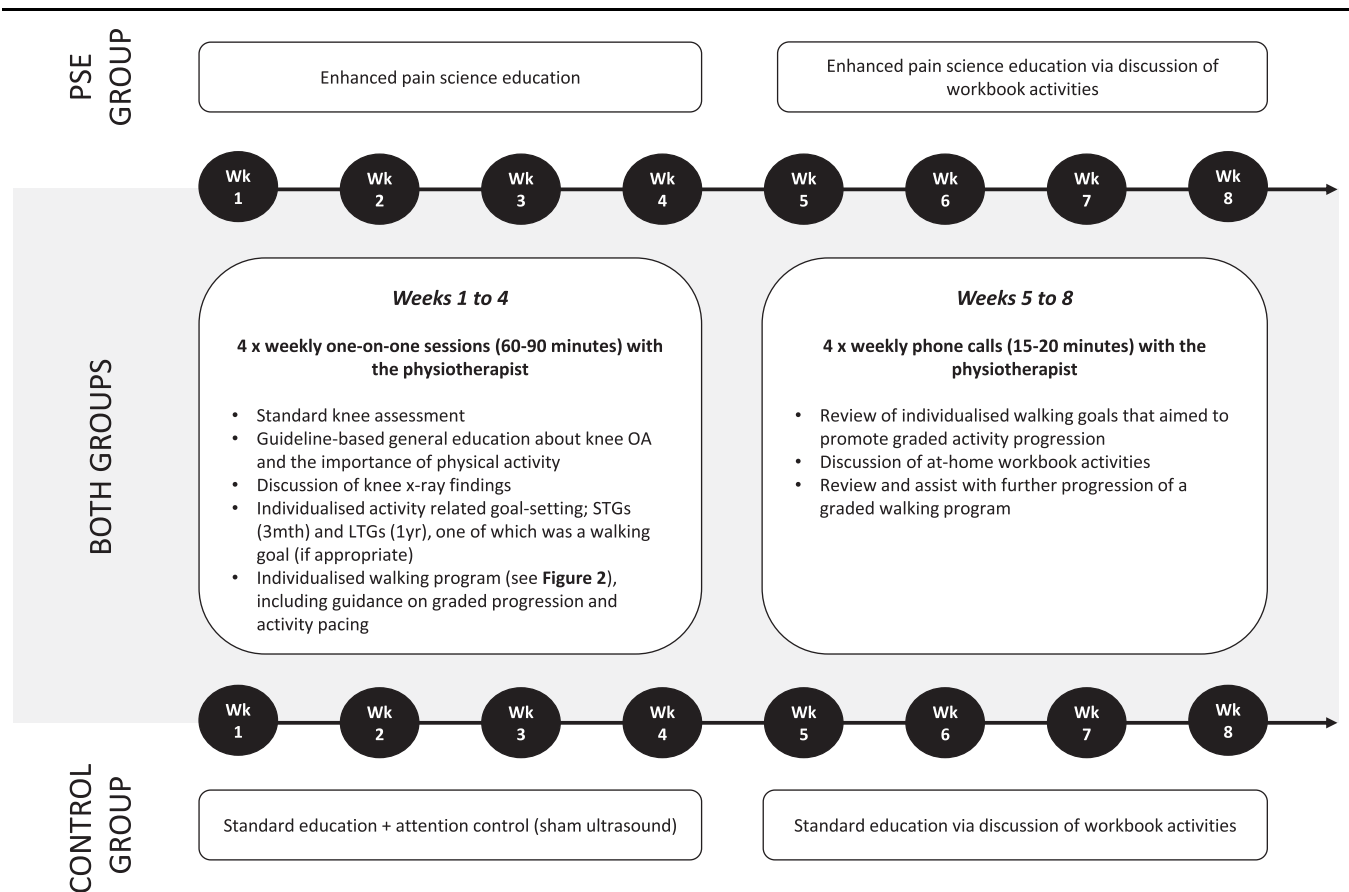 PSE
GROUP
Enhanced pain science education
Enhanced pain science education via discussion of
workbook activities
Wk
1
Wk
2
Wk
3
Wk
4
Wk
5
Wk
6
Wk
7
Wk
8
BOTH GROUPS
Weeks 1 to 4
4 x weekly one-on-one sessions (60-90 minutes) with
the physiotherapist
• Standard knee assessment
• Guideline-based general education about knee OA
and the importance of physical activity
• Discussion of knee x-ray findings
• Individualised activity related goal-setting; STGs
(3mth) and LTGs (1yr), one of which was a walking
goal (if appropriate)
• Individualised walking program (see Figure 2),
including guidance on graded progression and
activity pacing
Weeks 5 to 8
4 x weekly phone calls (15-20 minutes) with the
physiotherapist
• Review of individualised walking goals that aimed to
promote graded activity progression
• Discussion of at-home workbook activities
• Review and assist with further progression of a
graded walking program
Wk
1
Wk
2
Wk
3
Wk
4
Wk
5
Wk
6
Wk
7
Wk
8
CONTROL
GROUP
Standard education + attention control (sham ultrasound)
Standard education via discussion of workbook activities